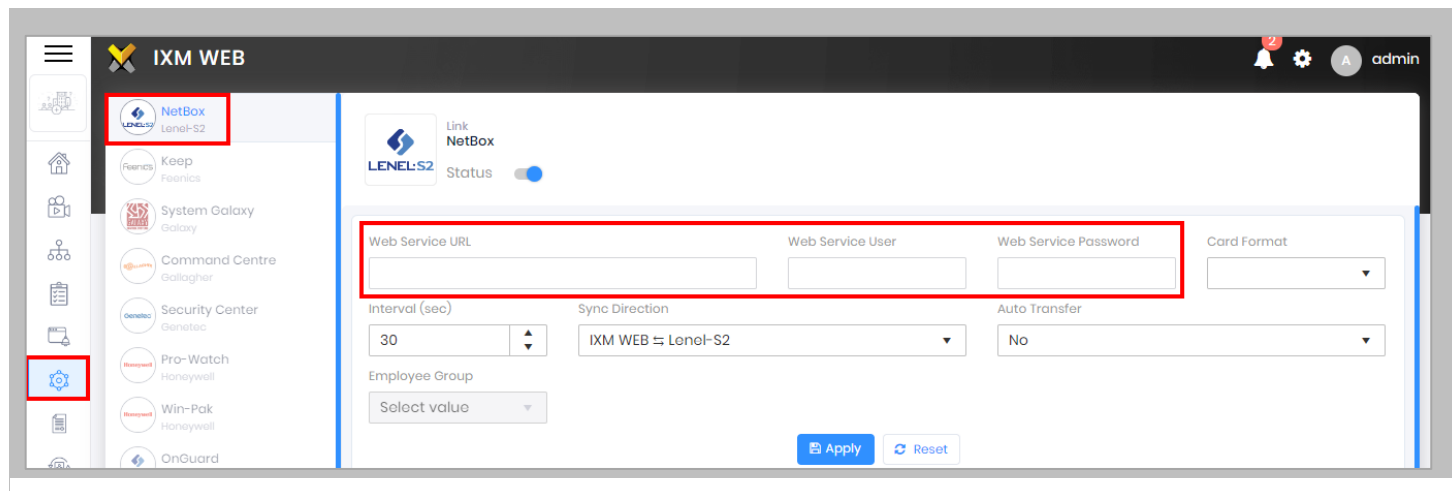 IXM WEB
2
A
admin
NetBox
Lenel-S2
Keep
Feenics
System Galaxy
Galaxy
Command Centre
Gallagher
Security Center
Genetec
Pro-Watch
Honeywell
Win-Pak
Honeywell
OnGuard
LENEL:S2
Link
NetBox
Status
Web Service URL
Web Service User
Web Service Password
Card Format
Interval (sec)
Sync Direction
Auto Transfer
30
IXM WEB ⇆ Lenel-S2
No
Employee Group
Select value
Apply
Reset